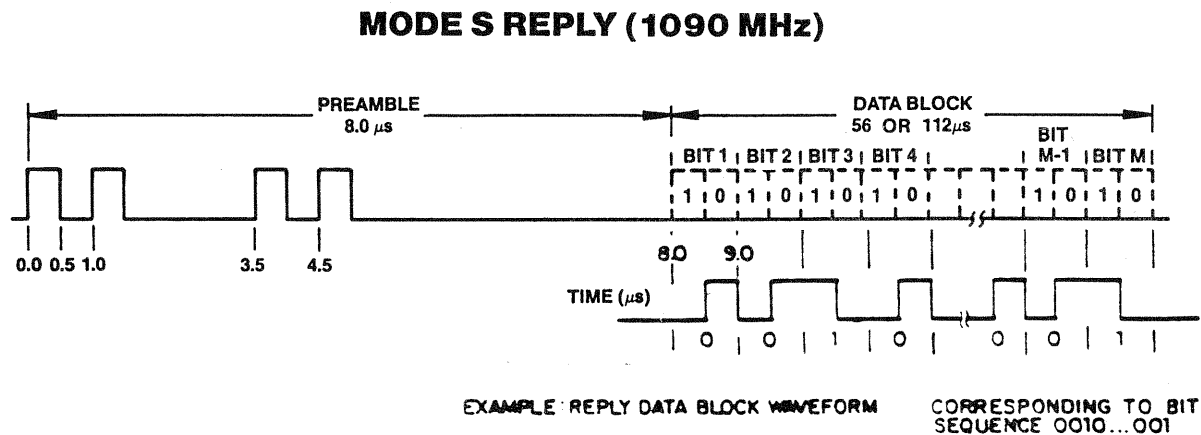 MODE S REPLY (1090 MHz)
PREAMBLE
8.0 µs
DATA BLOCK
56 OR 112µs
BIT 1 BIT 2 BIT 3 BIT 4 BIT M-1 BIT M
1 0 1 0 1 0 1 0 1 0 1 0
0.0 0.5 1.0 3.5 4.5 8.0 9.0
TIME (µs)
0 0 1 0 0 0 1
EXAMPLE: REPLY DATA BLOCK WAVEFORM CORRESPONDING TO BIT
SEQUENCE 0010...001